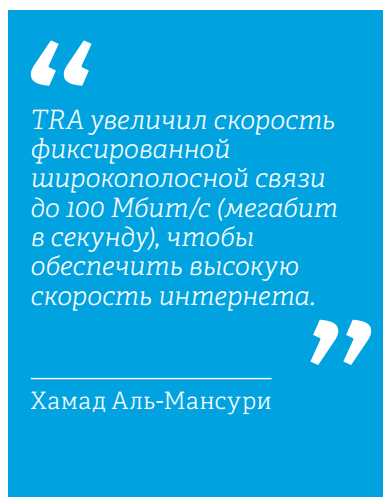 “
TRA увеличил скорость
фиксированной
широкополосной связи
до 100 Мбит/с (мегабит
в секунду), чтобы
обеспечить высокую
скорость интернета.
”
Хамад Аль-Мансури